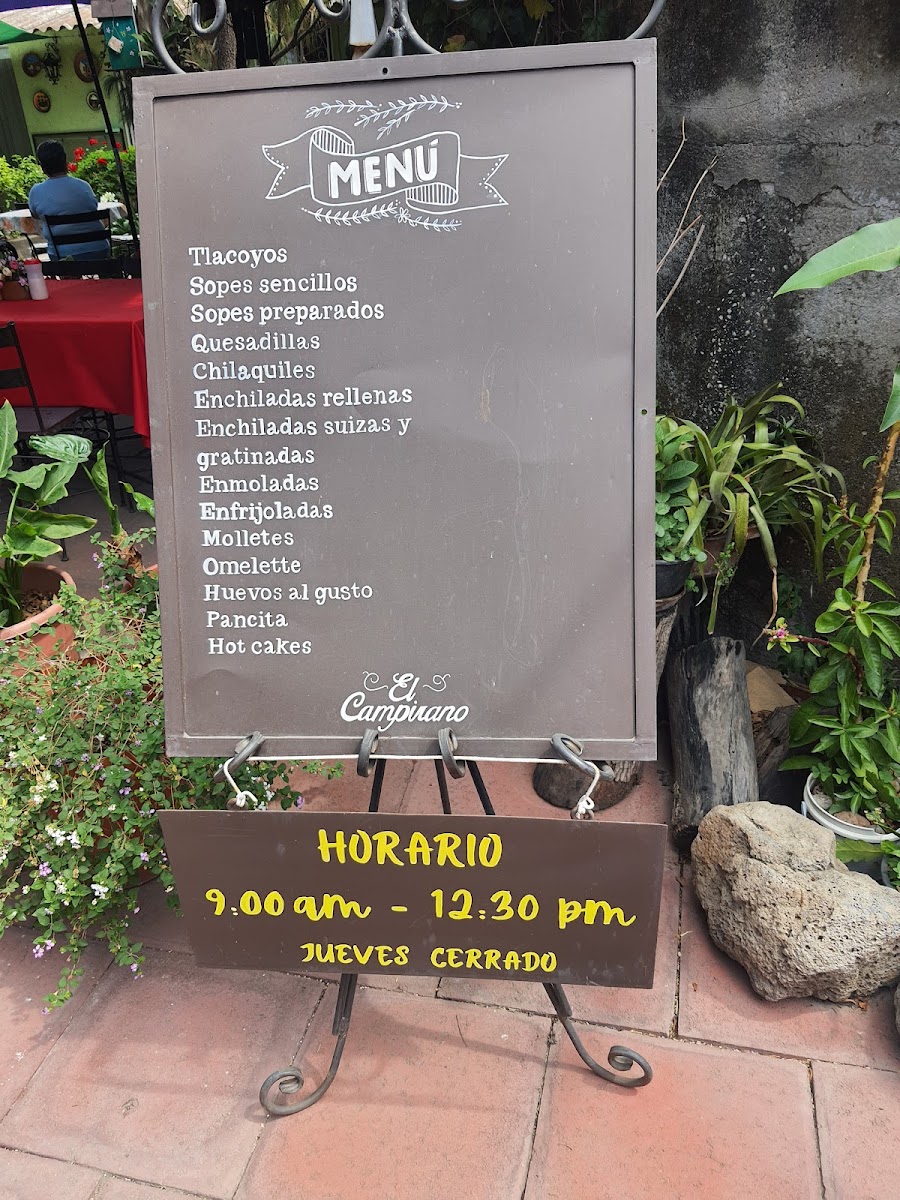 MENÚ
Tlacoyos
Sopes sencillos
Sopes preparados
Quesadillas
Chilaquiles
Enchiladas rellenas
Enchiladas suizas y
gratinadas
Enmoladas
Enfrijoladas
Molletes
Omelette
Huevos al gusto
Pancita
Hot cakes
El
Campirano
HORARIO
9:00 am - 12:30 pm
JUEVES CERRADO